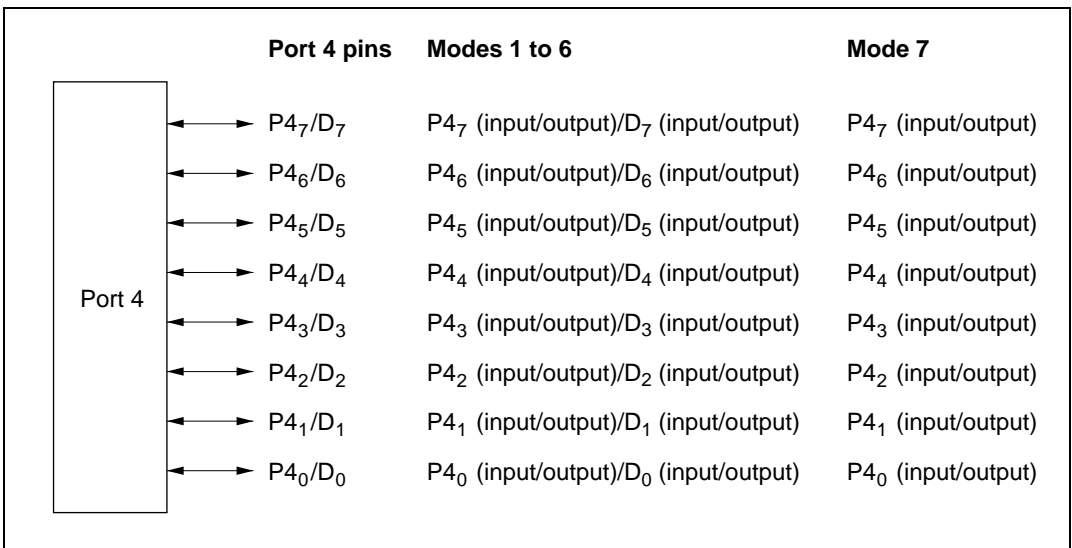 Port 4 pins Modes 1 to 6 Mode 7
P4₇/D₇ P4₇ (input/output)/D₇ (input/output) P4₇ (input/output)
P4₆/D₆ P4₆ (input/output)/D₆ (input/output) P4₆ (input/output)
P4₅/D₅ P4₅ (input/output)/D₅ (input/output) P4₅ (input/output)
P4₄/D₄ P4₄ (input/output)/D₄ (input/output) P4₄ (input/output)
Port 4
P4₃/D₃ P4₃ (input/output)/D₃ (input/output) P4₃ (input/output)
P4₂/D₂ P4₂ (input/output)/D₂ (input/output) P4₂ (input/output)
P4₁/D₁ P4₁ (input/output)/D₁ (input/output) P4₁ (input/output)
P4₀/D₀ P4₀ (input/output)/D₀ (input/output) P4₀ (input/output)